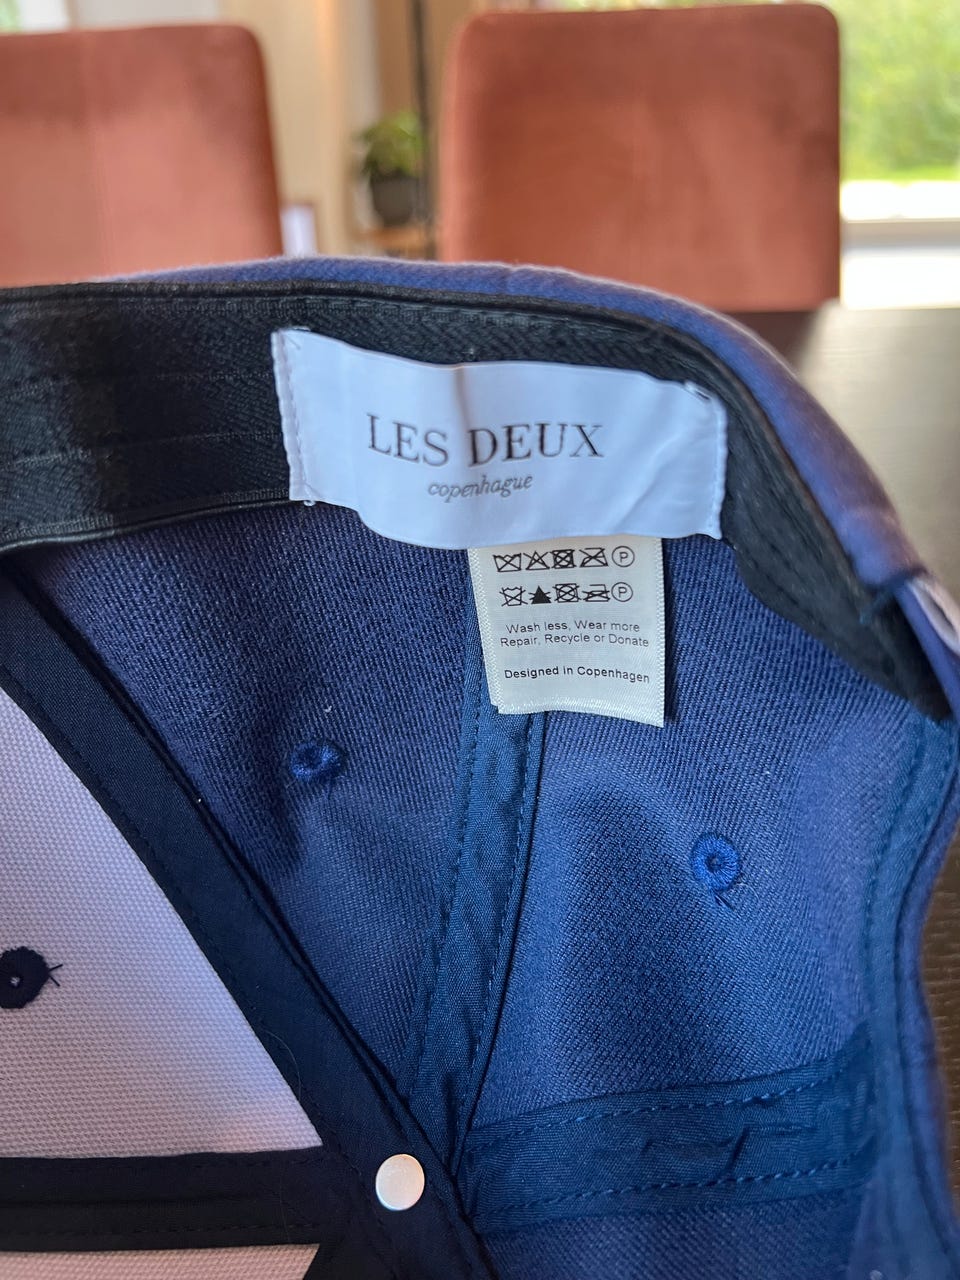 LES DEUX
copenhague
P
P
Wash less, Wear more
Repair, Recycle or Donate
Designed in Copenhagen